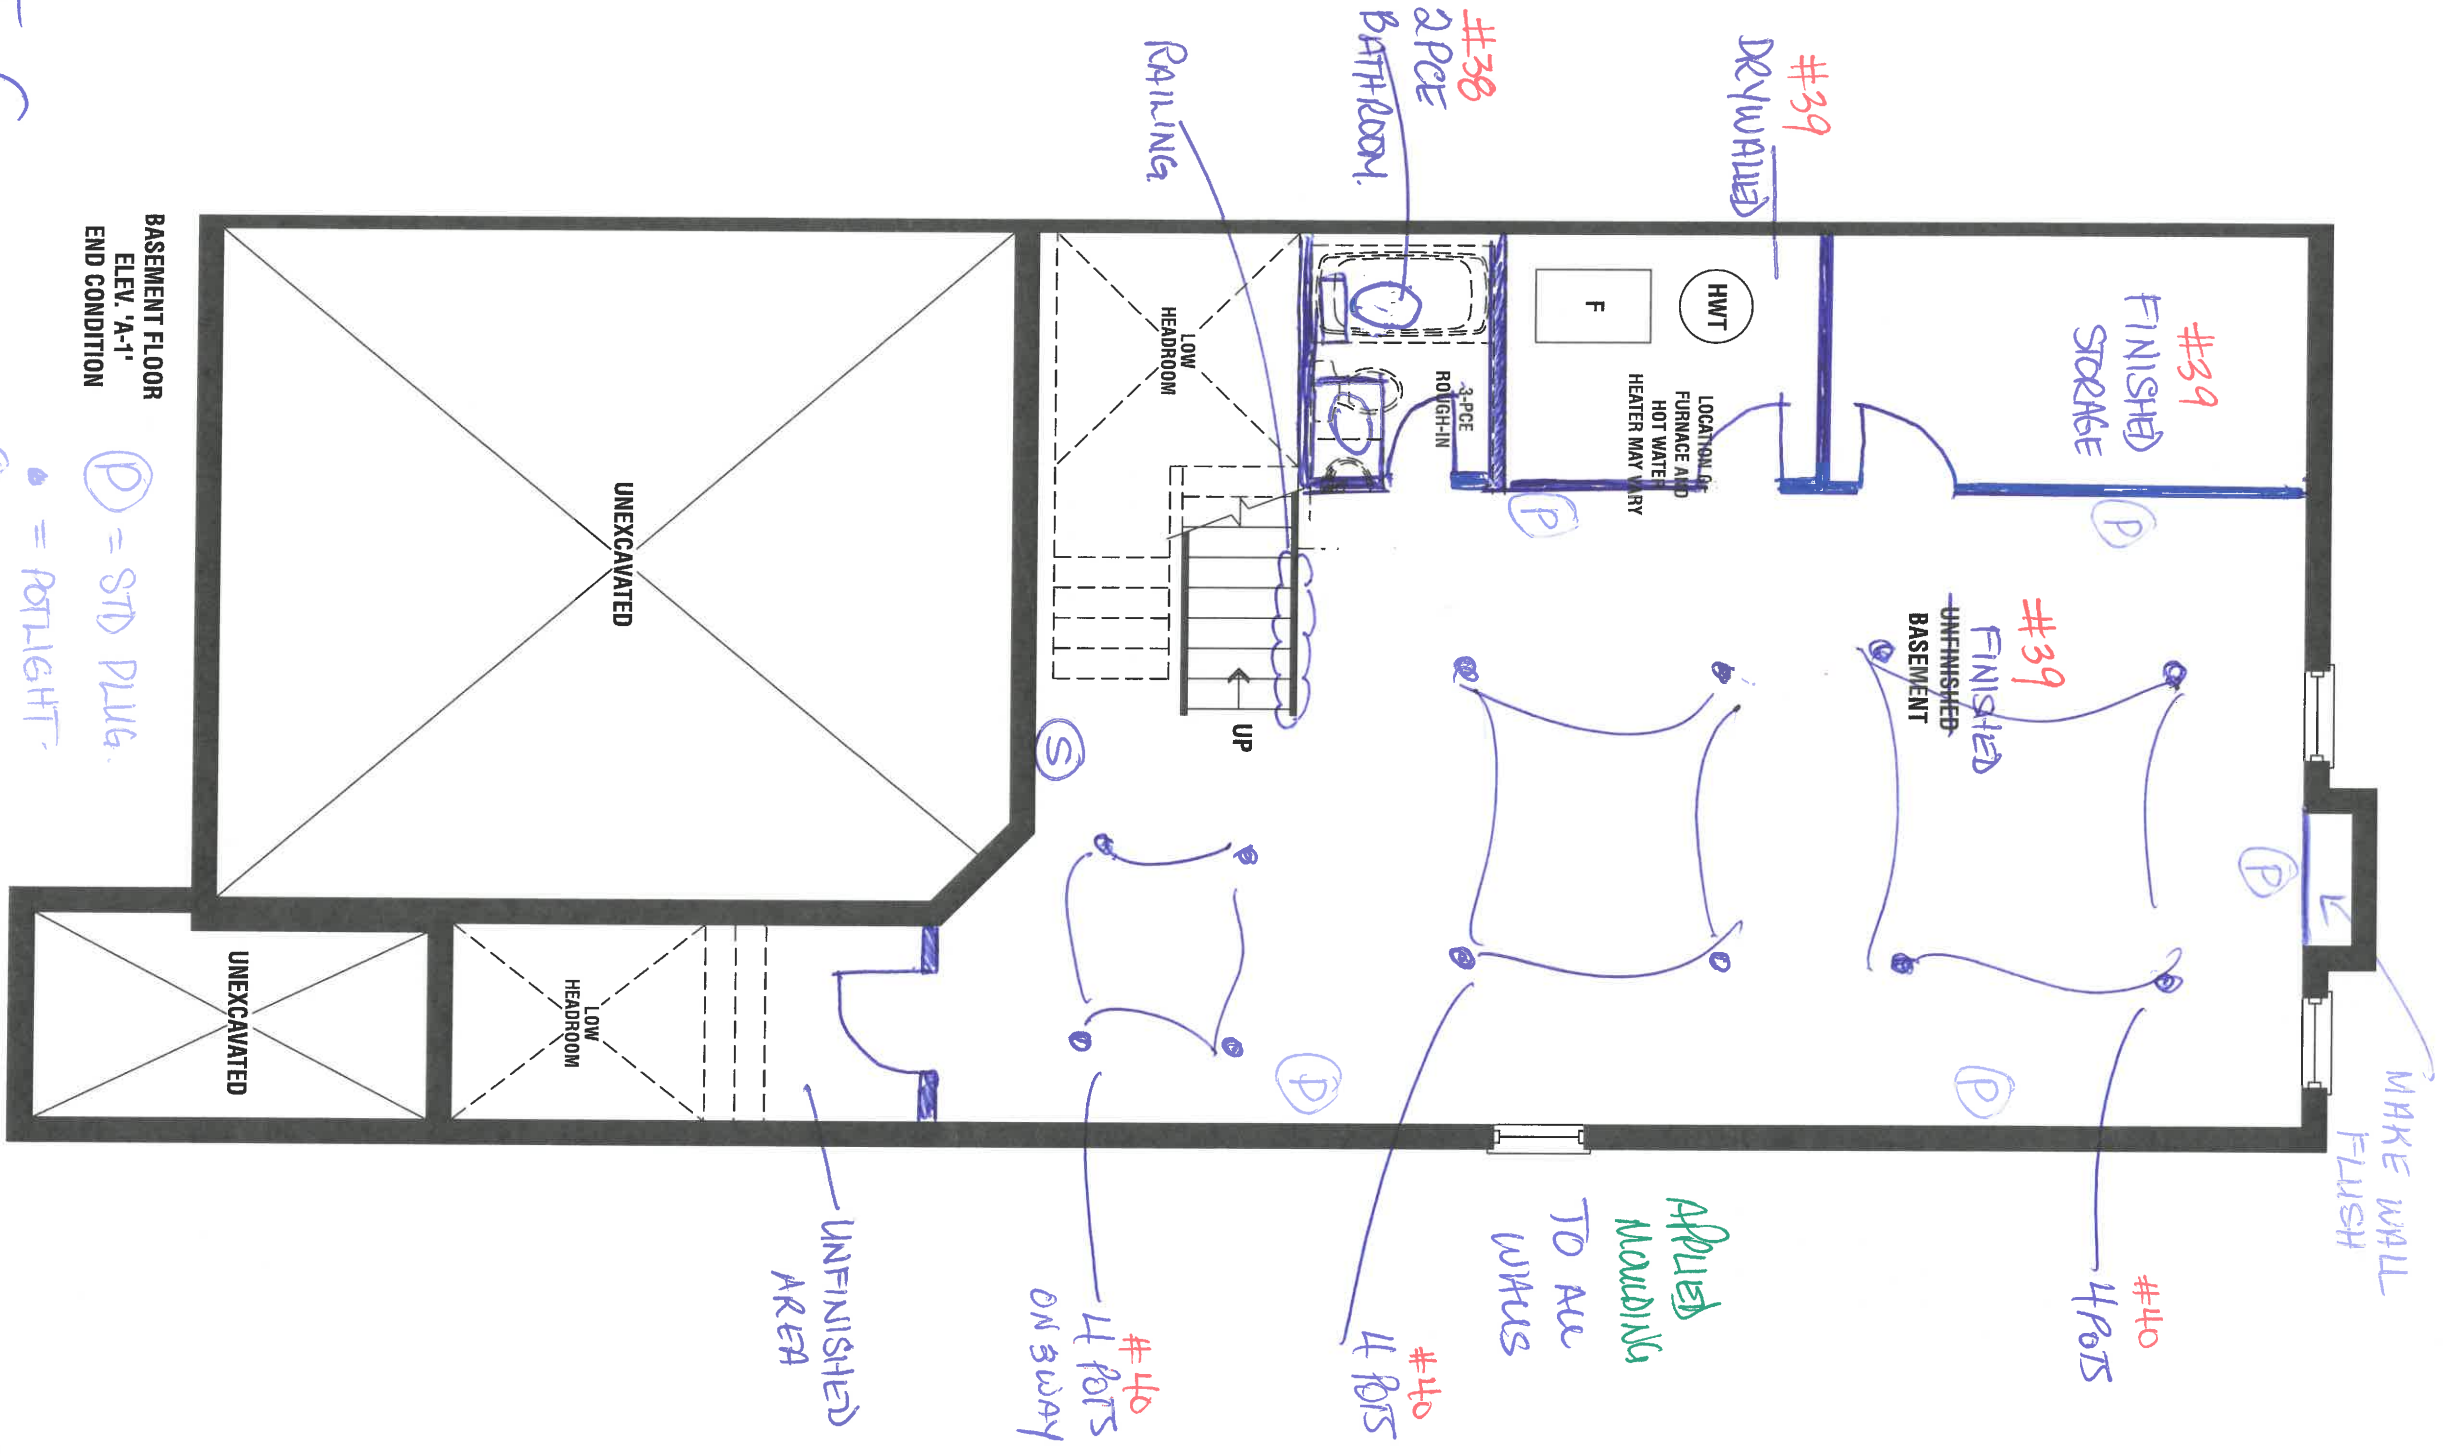 MAKE WALL
FLUSH
#40
4 POTS
#39
FINISHED
STORAGE
#39
FINISHED
UNFINISHED
BASEMENT
P
P
P
P
P
#39
DRYWALLED
HWT
F
LOCATION OF
FURNACE AND
HOT WATER
HEATER MAY VARY
APPLIED
MOULDING
TO ALL
WALLS
#38
2PCE
BATHROOM.
3-PCE
ROUGH-IN
#40
4 POTS
RAILING.
LOW
HEADROOM
UP
S
#40
4 POTS
ON 3WAY
UNFINISHED
AREA
UNEXCAVATED
LOW
HEADROOM
UNEXCAVATED
BASEMENT FLOOR
ELEV. 'A-1'
END CONDITION
P = STD PLUG.
• = POTLIGHT